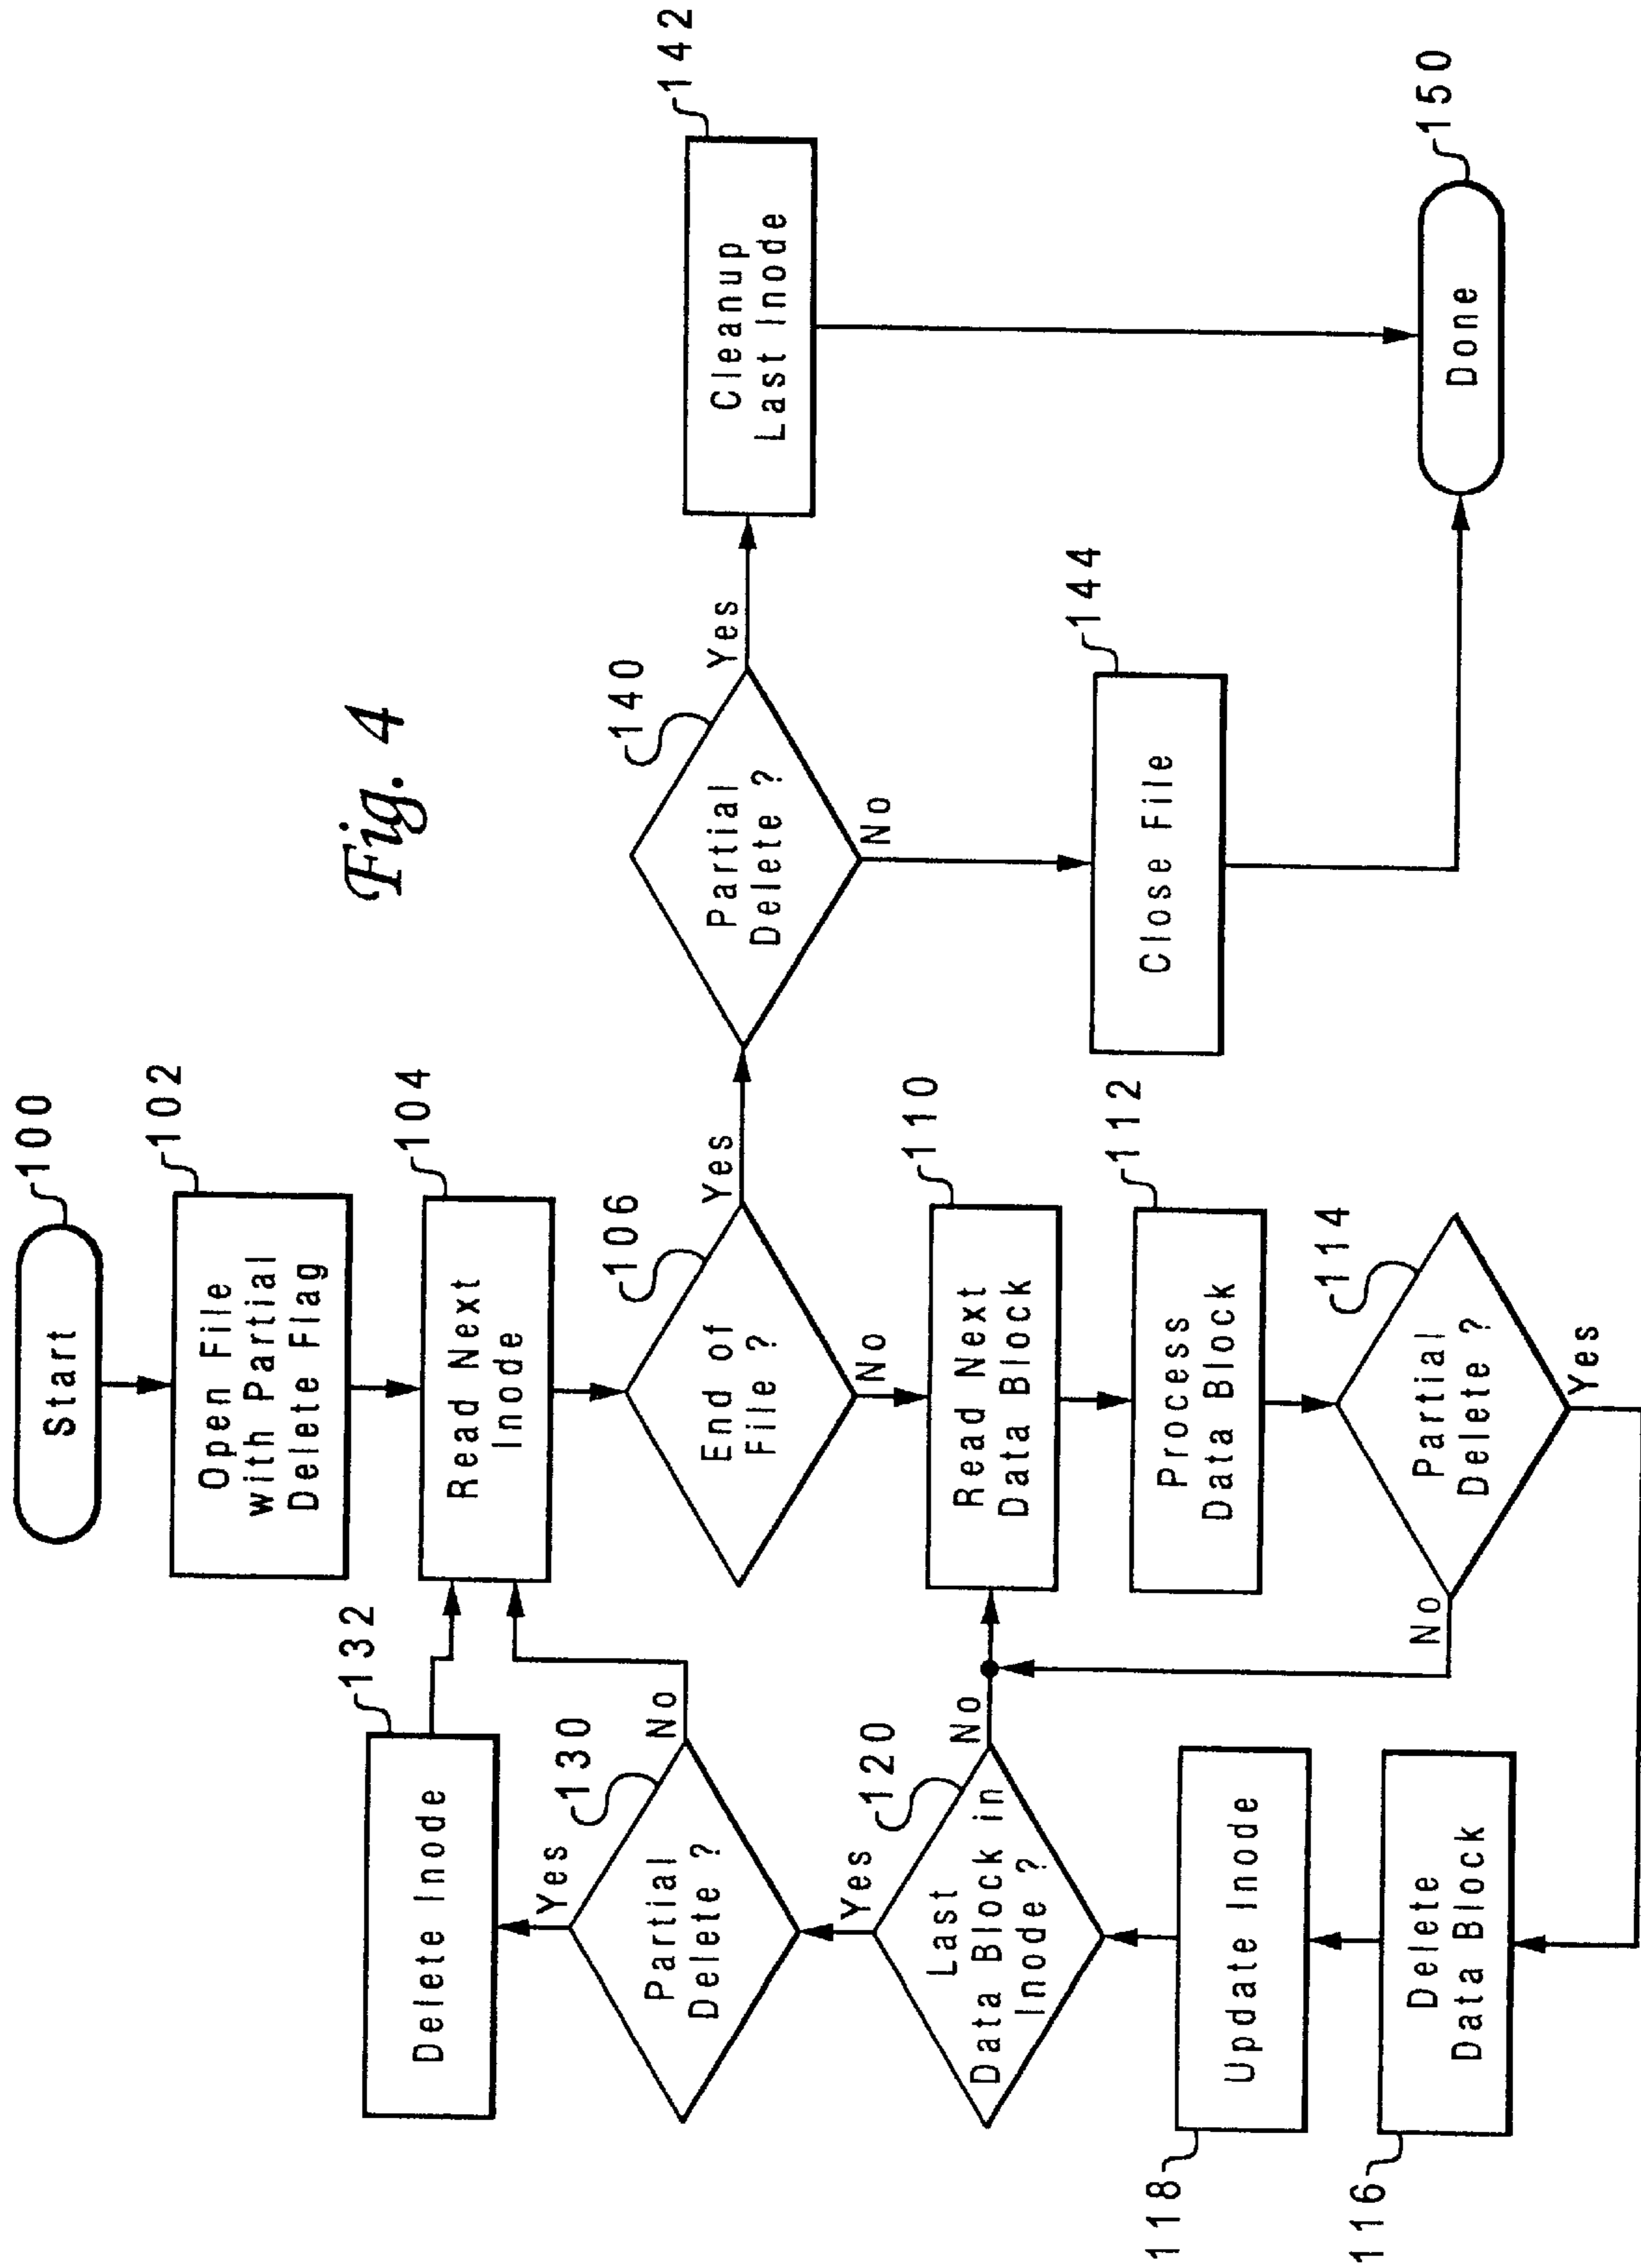 Start
100
Open File
with Partial
Delete Flag
102
Read Next
Inode
104
End of
File ?
106
Yes
No
Partial
Delete ?
140
Yes
No
Cleanup
Last Inode
142
Close File
144
Done
150
Read Next
Data Block
110
Process
Data Block
112
Partial
Delete ?
114
No
Yes
Delete
Data Block
116
Update Inode
118
Last
Data Block in
Inode ?
120
No
Yes
Partial
Delete ?
130
No
Yes
Delete Inode
132
Fig. 4